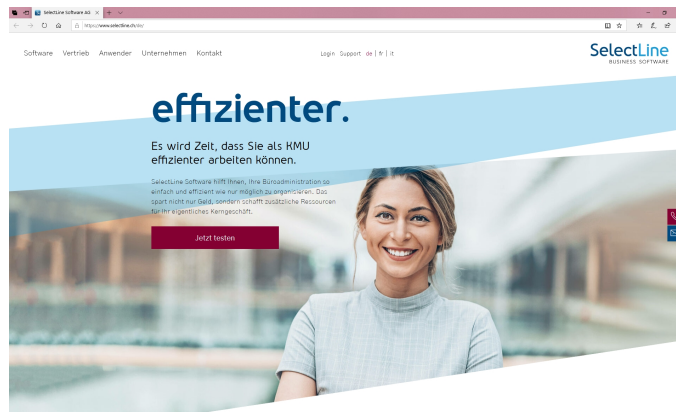 SelectLine Software AG
https://www.selectline.ch/de/
Software Vertrieb Anwender Unternehmen Kontakt
Login Support de | fr | it
SelectLine
BUSINESS SOFTWARE
effizienter.
Es wird Zeit, dass Sie als KMU
effizienter arbeiten können.
SelectLine Software hilft Ihnen, Ihre Büroadministration so
einfach und effizient wie nur möglich zu organisieren. Das
spart nicht nur Geld, sondern schafft zusätzliche Ressourcen
für Ihr eigentliches Kerngeschäft.
Jetzt testen